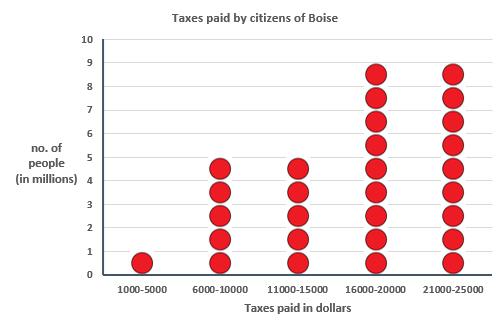 Taxes paid by citizens of Boise
10
9
8
7
6
5
4
3
2
1
0
no. of
people
(in millions)
1000-5000 6000-10000 11000-15000 16000-20000 21000-25000
Taxes paid in dollars